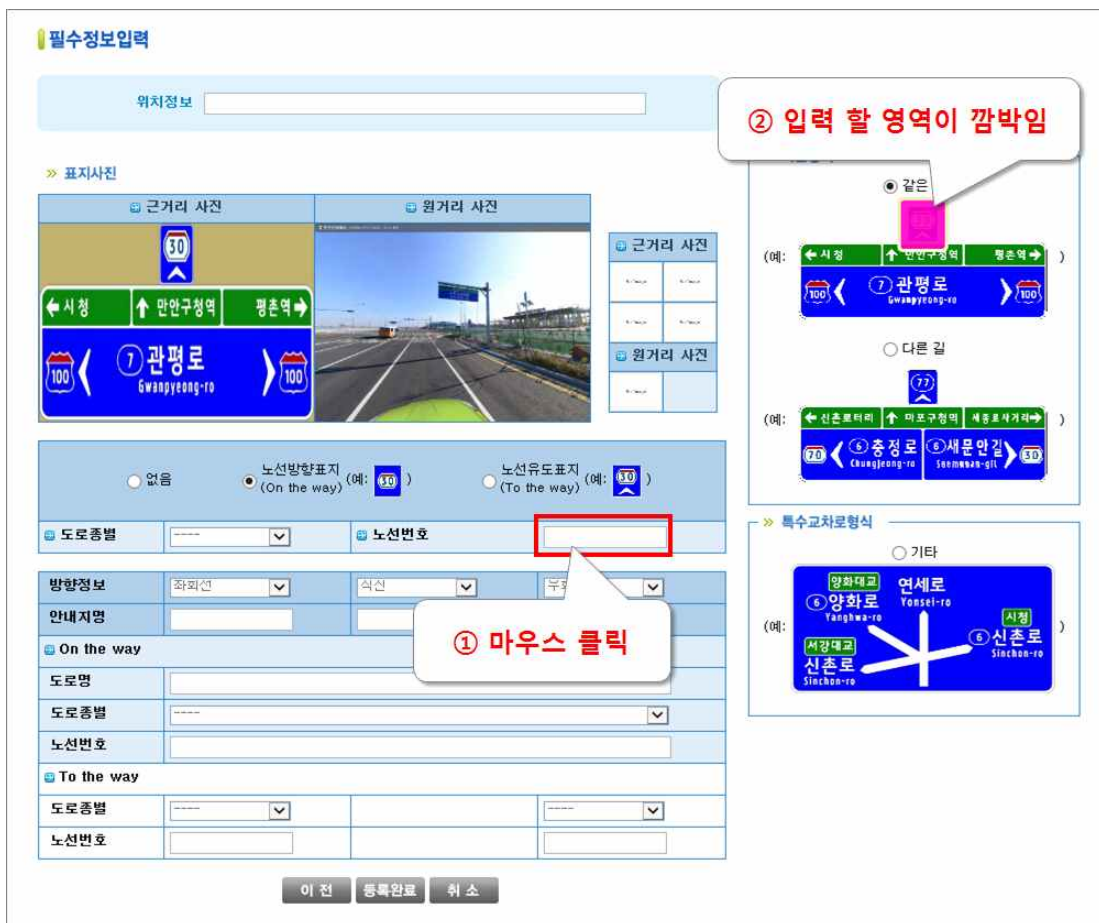 필수정보입력
위치정보
② 입력 할 영역이 깜박임
» 표지사진
근거리 사진 원거리 사진
30
← 시청 ↑ 만안구청역 평촌역 →
100 ⑦ 관평로 100
Gwanpyeong-ro
근거리 사진
원거리 사진
같은
(예: ← 시청 ↑ 만안구청역 평촌역 → )
100 ⑦ 관평로 100
Gwanpyeong-ro
다른 길
77
(예: ← 신촌로터리 ↑ 마포구청역 세종로사거리 → )
70 ⑥ 충정로 ⑥ 새문안길 30
Chungjeong-ro Saemunan-gil
없음 노선방향표지 (On the way) (예: 30 ) 노선유도표지 (To the way) (예: 30 )
도로종별 ---- 노선번호
» 특수교차로형식
기타
(예: )
양화대교
⑥ 양화로
Yanghwa-ro
연세로
Yonsei-ro
시청
⑥ 신촌로
Sinchon-ro
서강대교
신촌로
Sinchon-ro
방향정보 좌회선 직진
안내지명
① 마우스 클릭
On the way
도로명
도로종별 ----
노선번호
To the way
도로종별 ---- ----
노선번호
이 전 등록완료 취 소